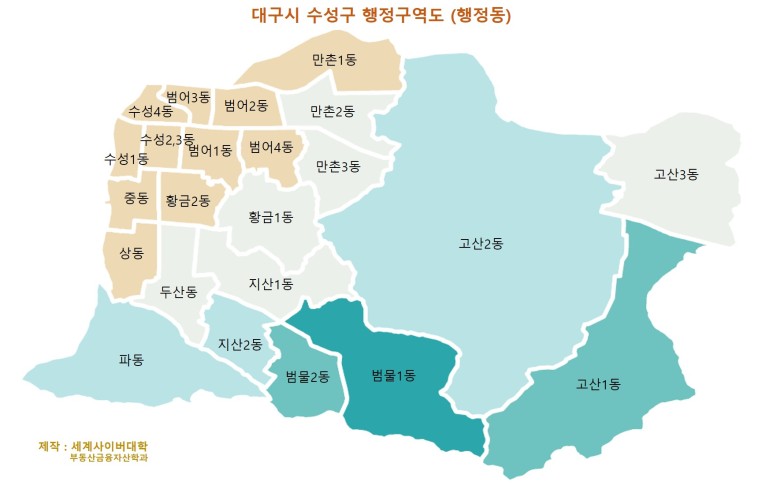 대구시 수성구 행정구역도 (행정동)
만촌1동
범어3동
범어2동
수성4동
만촌2동
수성2,3동
범어1동
범어4동
수성1동
만촌3동
고산3동
중동
황금2동
황금1동
고산2동
상동
두산동
지산1동
지산2동
파동
범물2동
범물1동
고산1동
제작 : 세계사이버대학
부동산금융자산학과